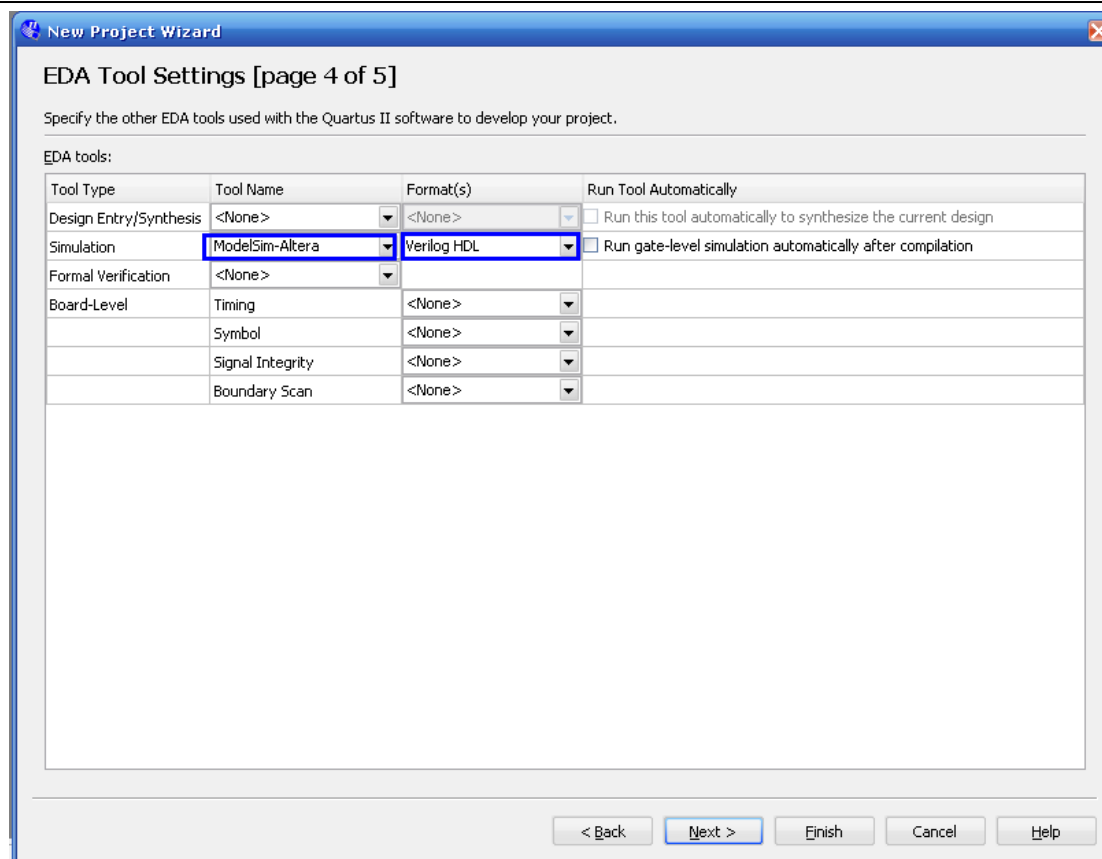 New Project Wizard
EDA Tool Settings [page 4 of 5]
Specify the other EDA tools used with the Quartus II software to develop your project.
EDA tools:
Tool Type Tool Name Format(s) Run Tool Automatically
Design Entry/Synthesis <None> <None> Run this tool automatically to synthesize the current design
Simulation ModelSim-Altera Verilog HDL Run gate-level simulation automatically after compilation
Formal Verification <None>
Board-Level Timing <None>
Symbol <None>
Signal Integrity <None>
Boundary Scan <None>
< Back Next > Finish Cancel Help